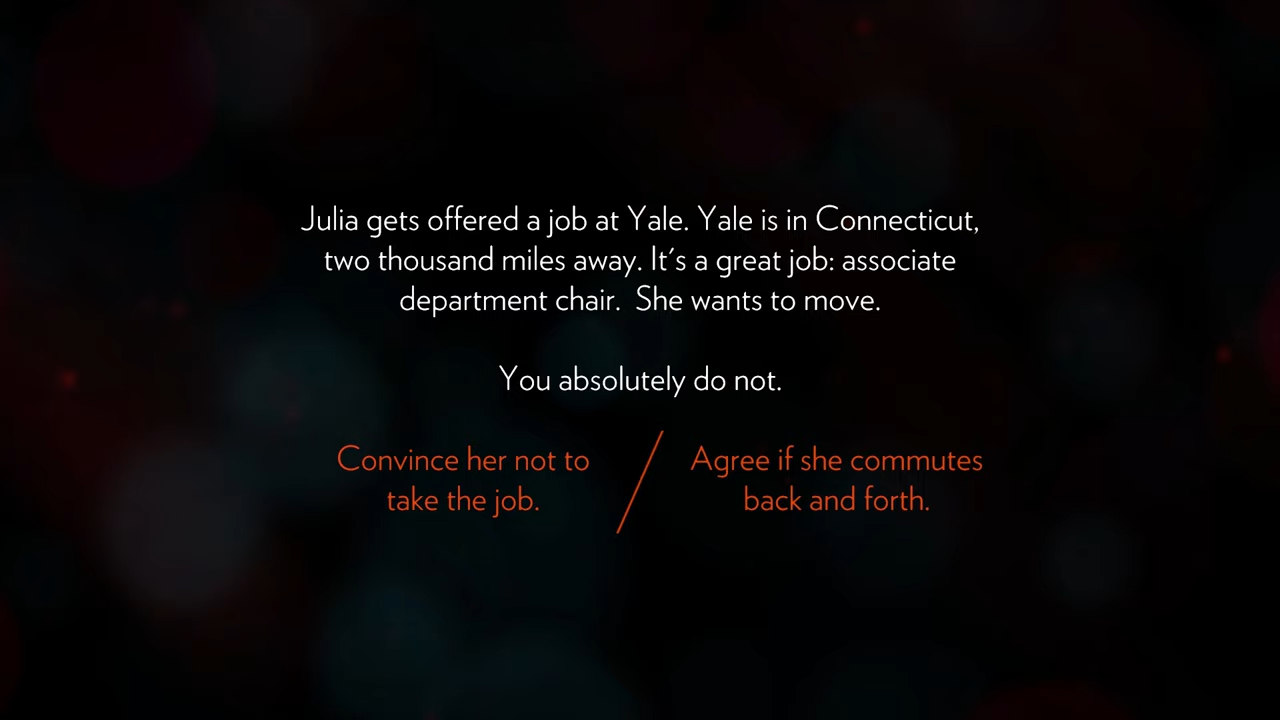 Julia gets offered a job at Yale. Yale is in Connecticut,
two thousand miles away. It's a great job: associate
department chair.  She wants to move.
You absolutely do not.
Convince her not to
take the job.
Agree if she commutes
back and forth.